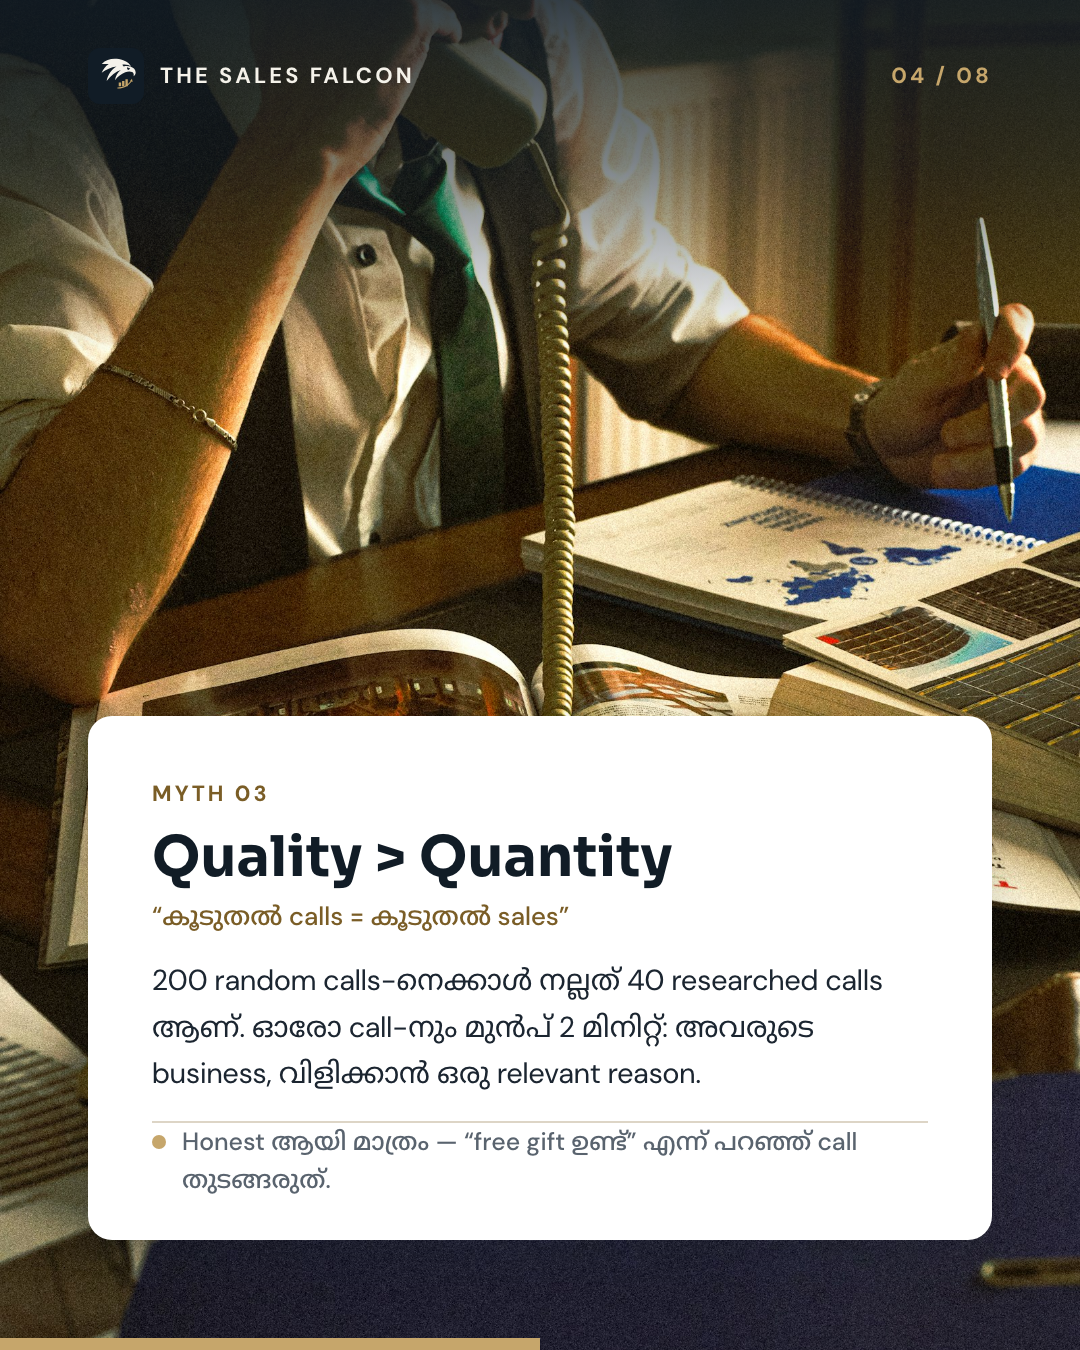 THE SALES FALCON
04 / 08
MYTH 03
Quality > Quantity
“കൂടുതൽ calls = കൂടുതൽ sales”
200 random calls-നെക്കാൾ നല്ലത് 40 researched calls
ആണ്. ഓരോ call-നും മുൻപ് 2 മിനിറ്റ്: അവരുടെ
business, വിളിക്കാൻ ഒരു relevant reason.
Honest ആയി മാത്രം — “free gift ഉണ്ട്” എന്ന് പറഞ്ഞ് call
തുടങ്ങരുത്.